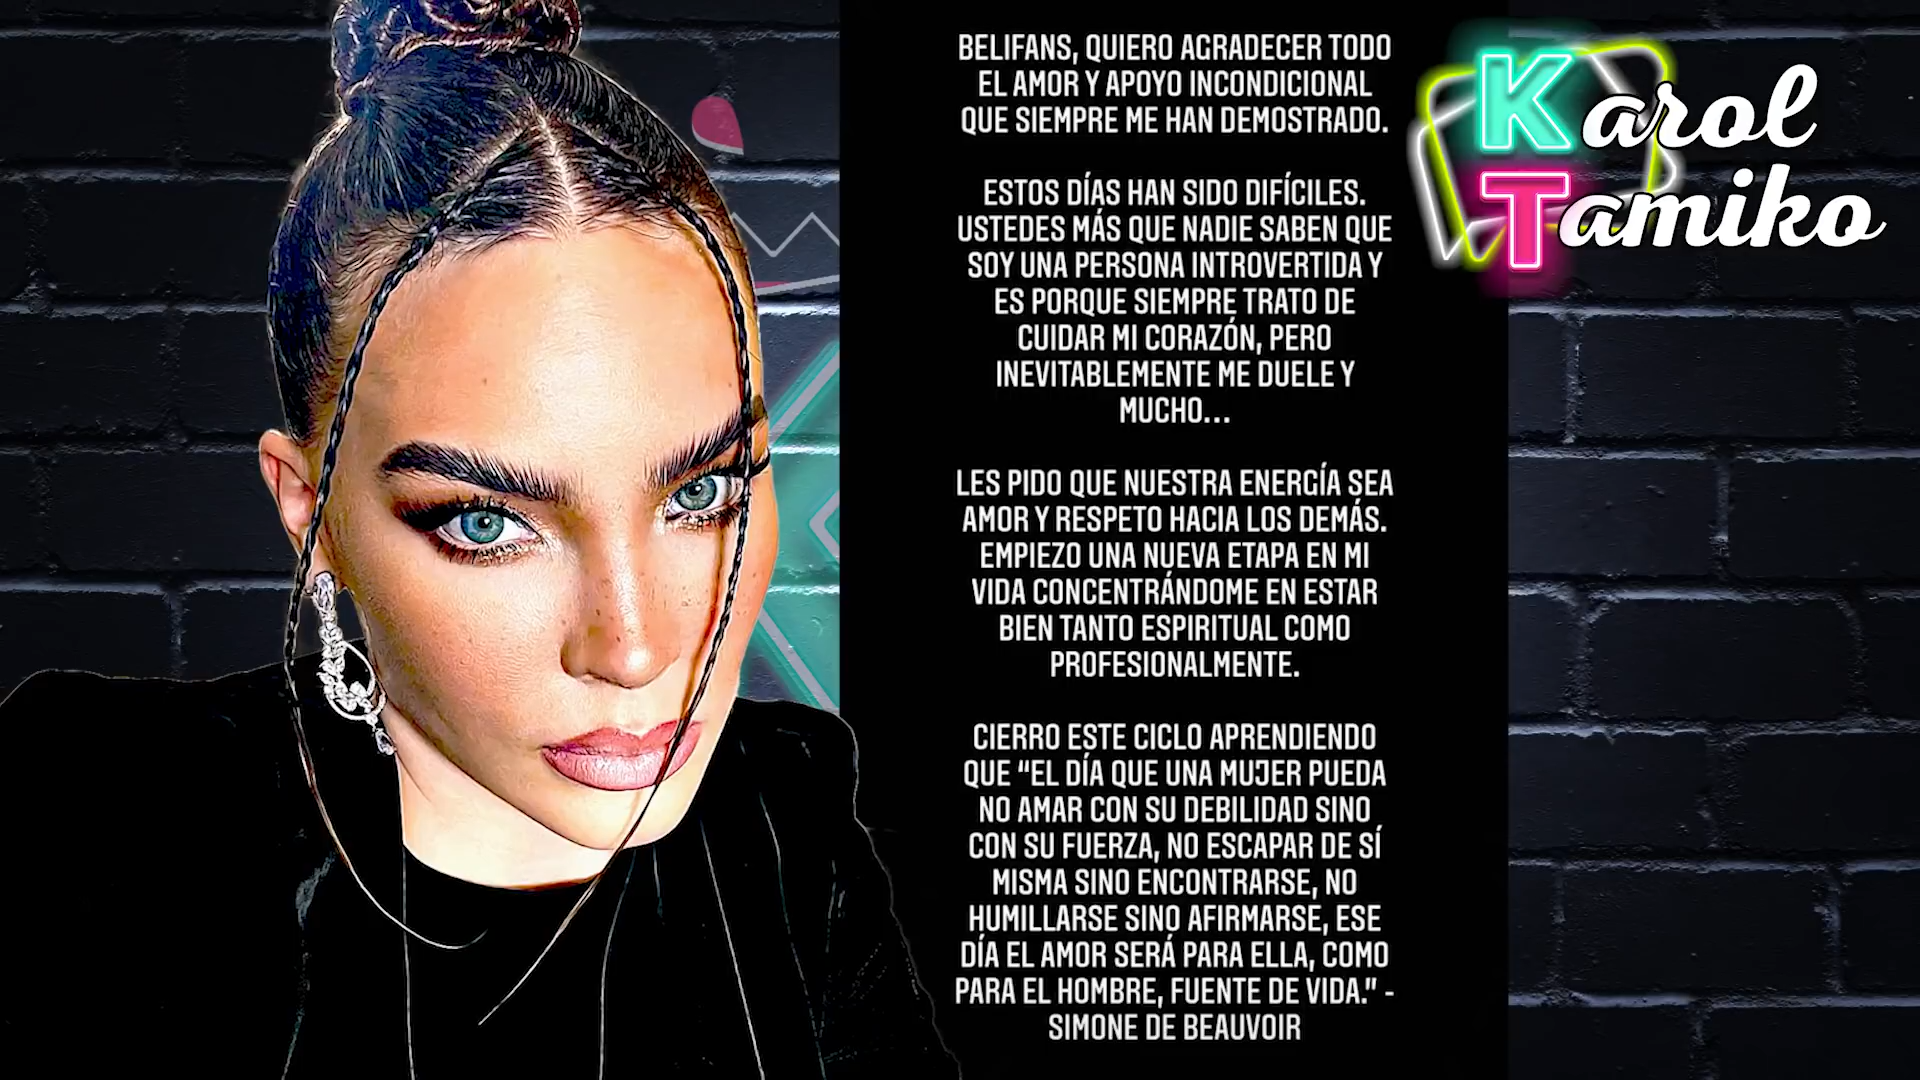 BELIFANS, QUIERO AGRADECER TODO
EL AMOR Y APOYO INCONDICIONAL
QUE SIEMPRE ME HAN DEMOSTRADO.
ESTOS DÍAS HAN SIDO DIFÍCILES.
USTEDES MÁS QUE NADIE SABEN QUE
SOY UNA PERSONA INTROVERTIDA Y
ES PORQUE SIEMPRE TRATO DE
CUIDAR MI CORAZÓN, PERO
INEVITABLEMENTE ME DUELE Y
MUCHO...
LES PIDO QUE NUESTRA ENERGÍA SEA
AMOR Y RESPETO HACIA LOS DEMÁS.
EMPIEZO UNA NUEVA ETAPA EN MI
VIDA CONCENTRÁNDOME EN ESTAR
BIEN TANTO ESPIRITUAL COMO
PROFESIONALMENTE.
CIERRO ESTE CICLO APRENDIENDO
QUE “EL DÍA QUE UNA MUJER PUEDA
NO AMAR CON SU DEBILIDAD SINO
CON SU FUERZA, NO ESCAPAR DE SÍ
MISMA SINO ENCONTRARSE, NO
HUMILLARSE SINO AFIRMARSE, ESE
DÍA EL AMOR SERÁ PARA ELLA, COMO
PARA EL HOMBRE, FUENTE DE VIDA.” -
SIMONE DE BEAUVOIR
Karol
Tamiko